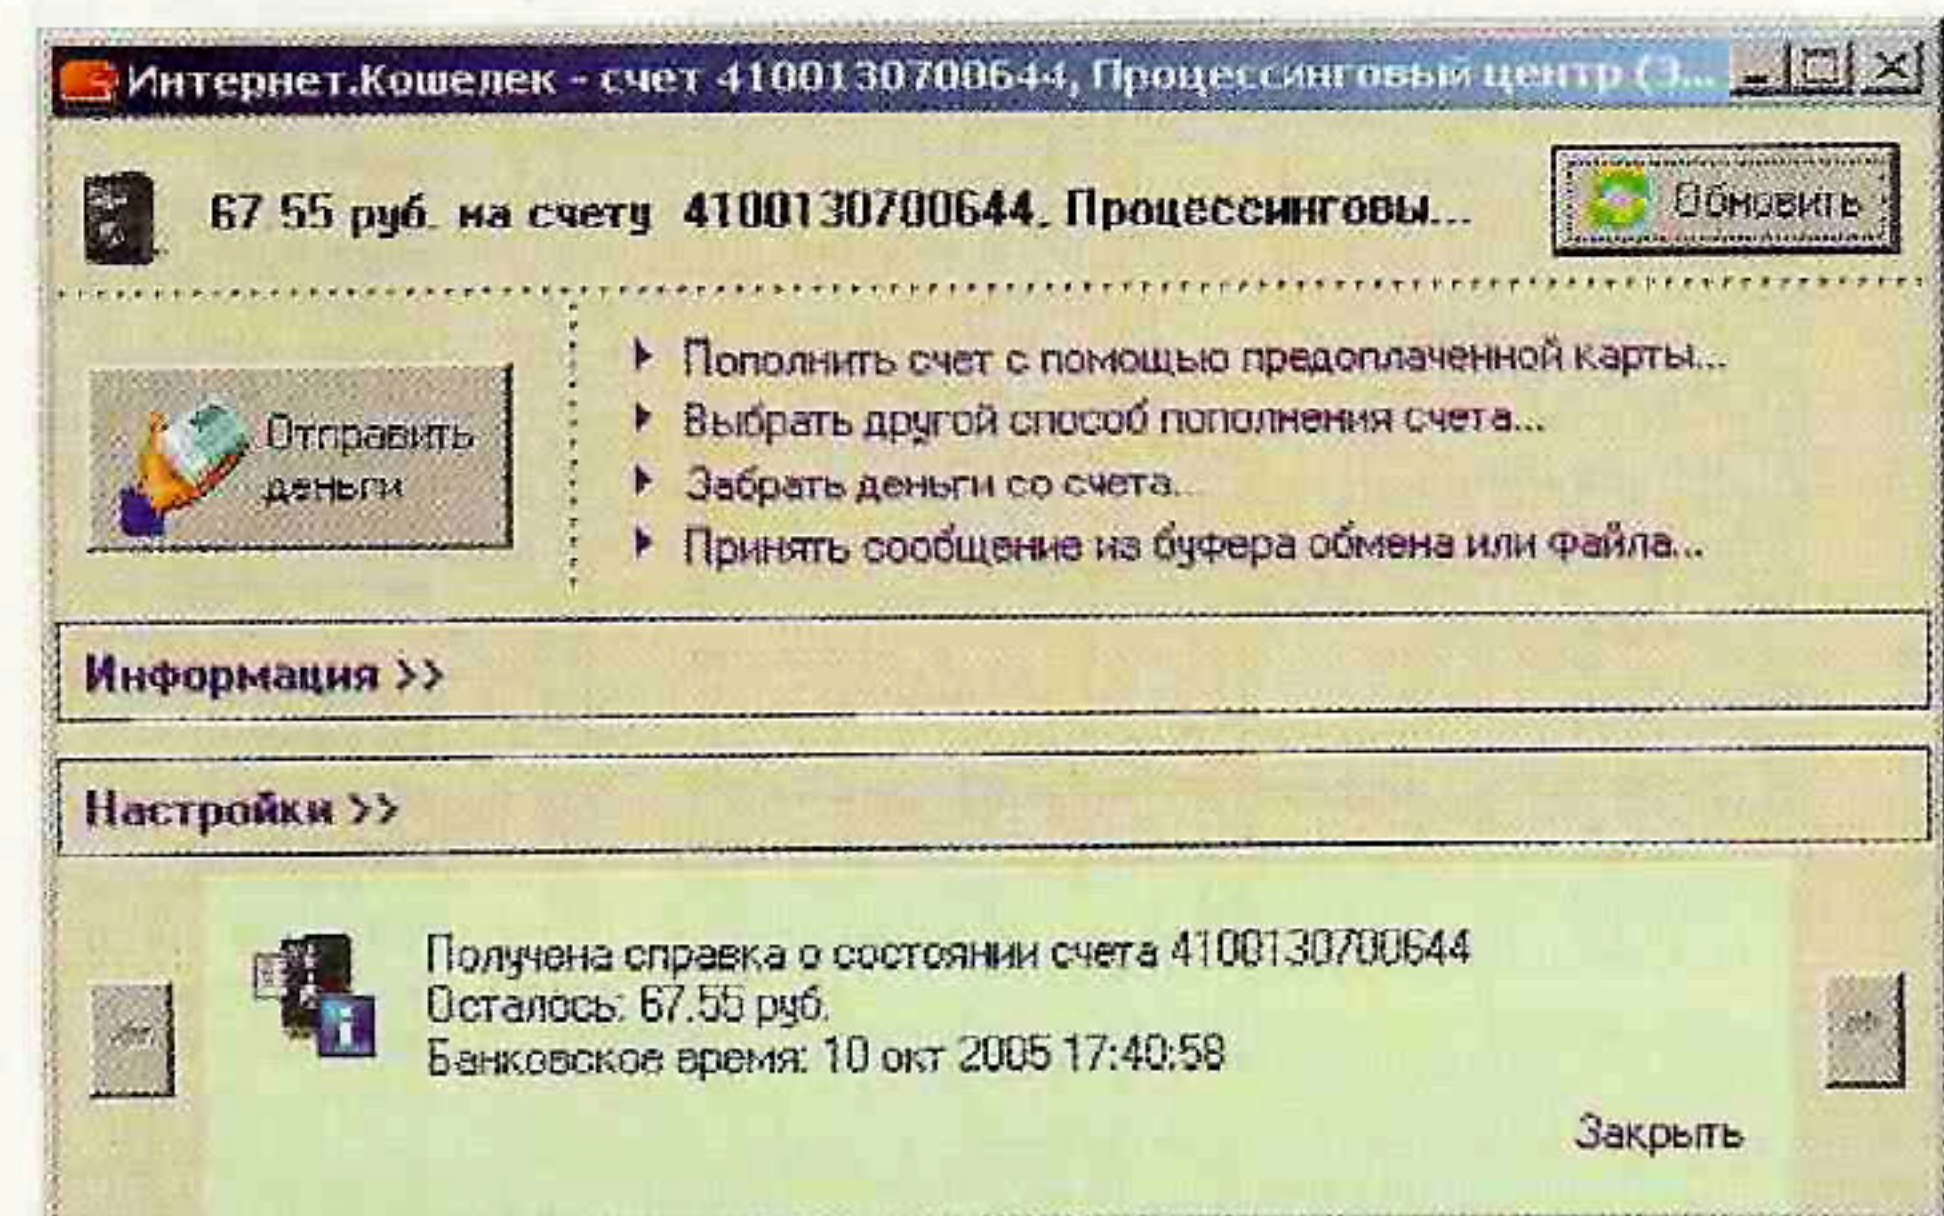 Интернет.Кошелек - счет 4100130700644, Процессинговый центр (З...
67.55 руб. на счету 4100130700644, Процессинговы...
Обновить
Отправить
деньги
Пополнить счет с помощью предоплаченной карты...
Выбрать другой способ пополнения счета...
Забрать деньги со счета...
Принять сообщение из буфера обмена или файла...
Информация >>
Настройки >>
Получена справка о состоянии счета 4100130700644
Осталось: 67.55 руб.
Банковское время: 10 окт 2005 17:40:58
Закрыть